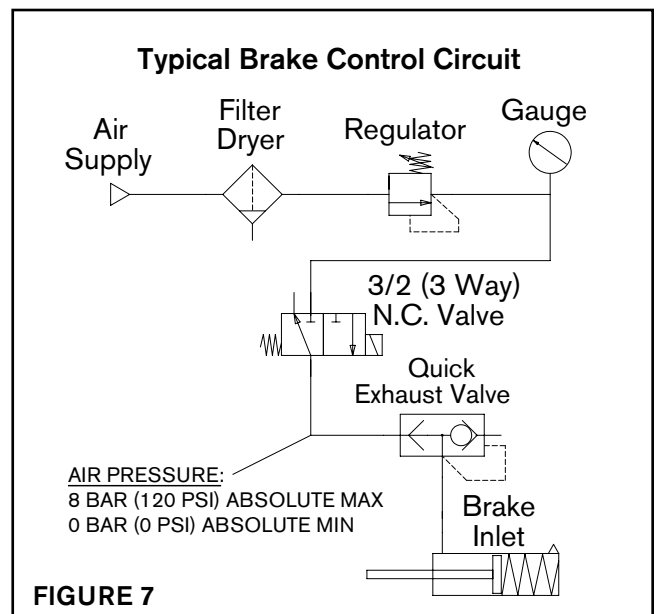 Typical Brake Control Circuit
Air
Supply
Filter
Dryer
Regulator
Gauge
3/2 (3 Way)
N.C. Valve
Quick
Exhaust Valve
AIR PRESSURE:
8 BAR (120 PSI) ABSOLUTE MAX
0 BAR (0 PSI) ABSOLUTE MIN
Brake
Inlet
FIGURE 7